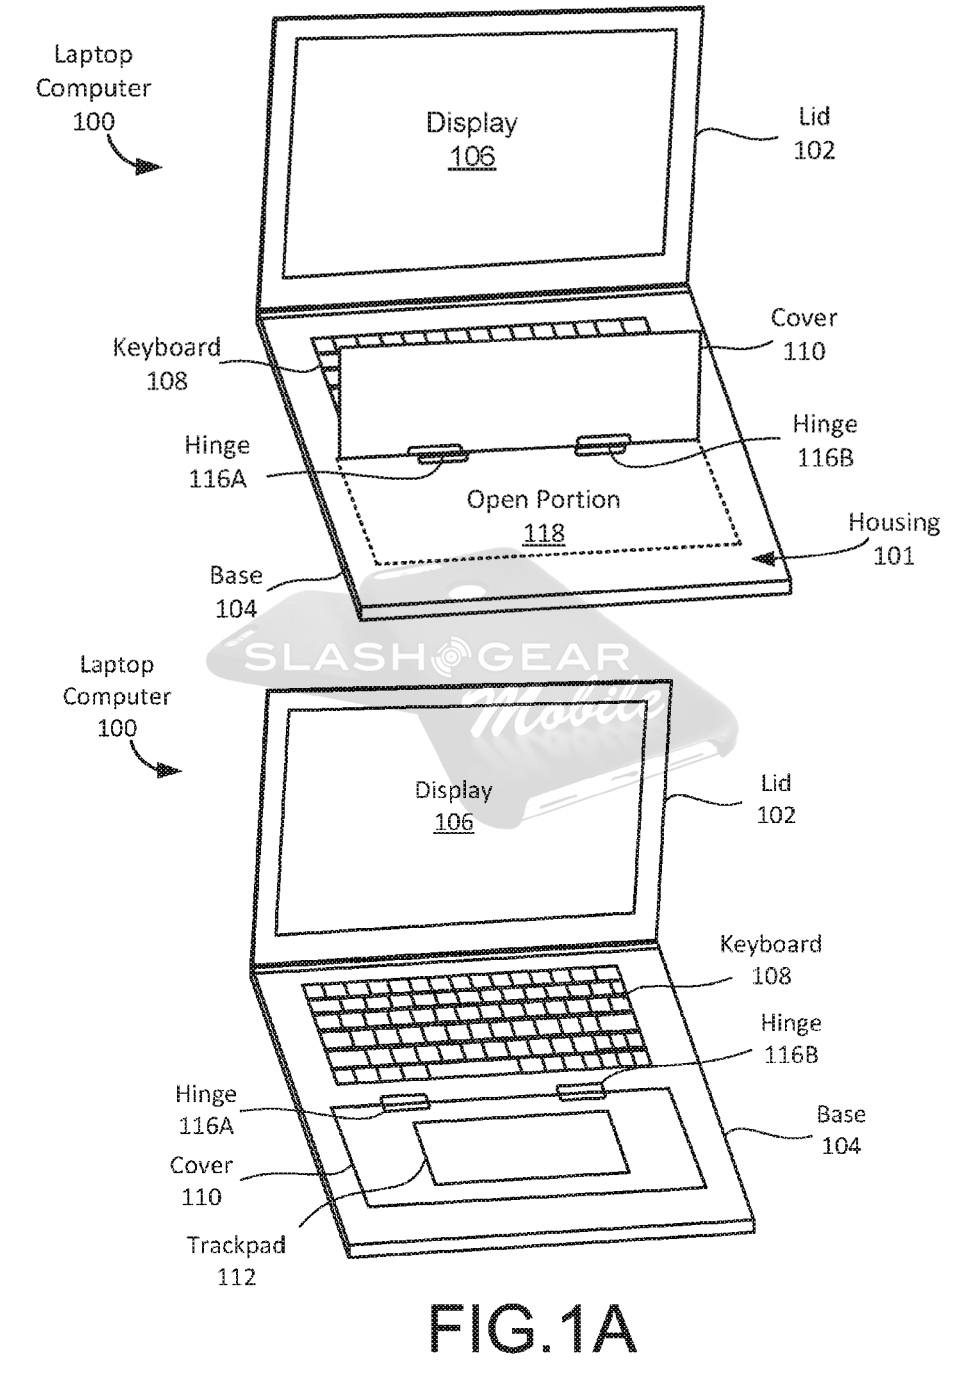 Laptop
Computer
100
Display
106
Lid
102
Cover
110
Keyboard
108
Hinge
116A
Hinge
116B
Open Portion
118
Housing
101
Base
104
SLASH GEAR
Mobile
Laptop
Computer
100
Display
106
Lid
102
Keyboard
108
Hinge
116B
Hinge
116A
Base
104
Cover
110
Trackpad
112
FIG.1A